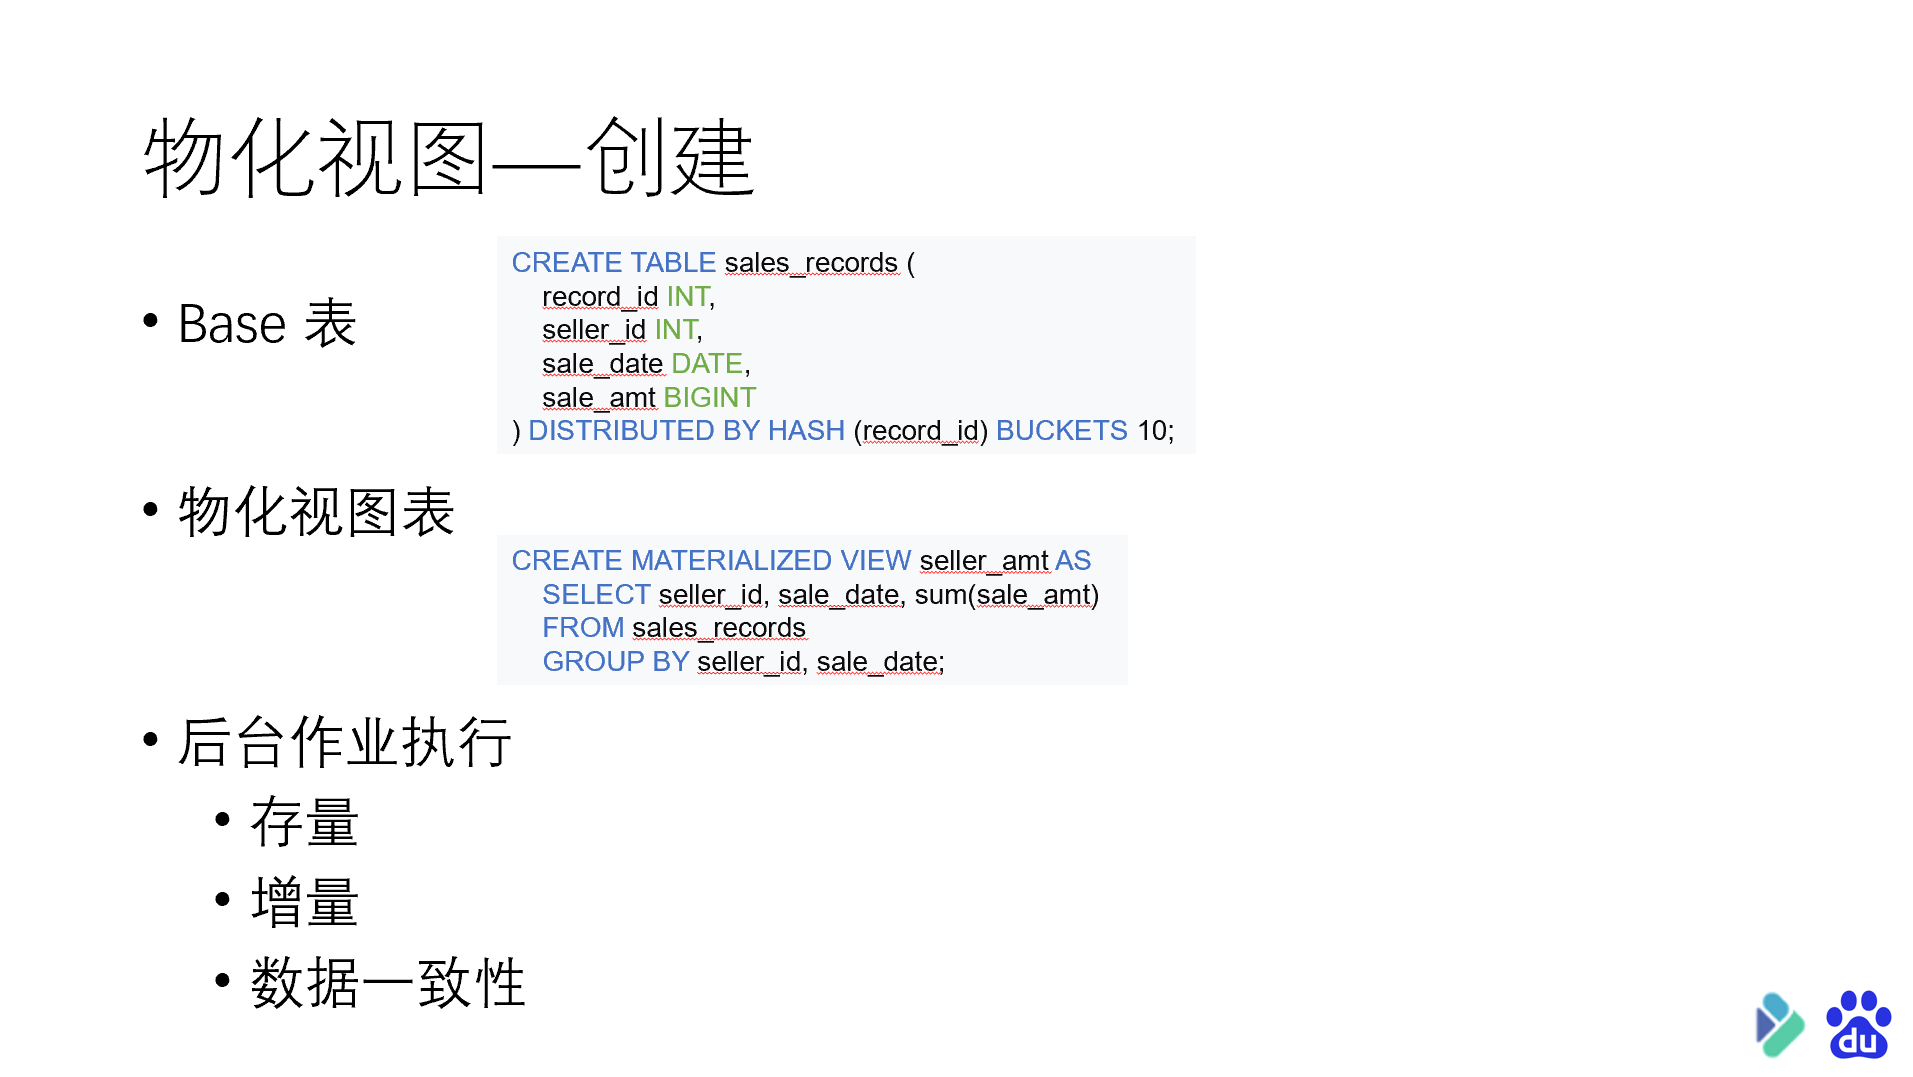 物化视图—创建
• Base 表
CREATE TABLE sales_records (
record_id INT,
seller_id INT,
sale_date DATE,
sale_amt BIGINT
) DISTRIBUTED BY HASH (record_id) BUCKETS 10;
• 物化视图表
CREATE MATERIALIZED VIEW seller_amt AS
SELECT seller_id, sale_date, sum(sale_amt)
FROM sales_records
GROUP BY seller_id, sale_date;
• 后台作业执行
• 存量
• 增量
• 数据一致性
du